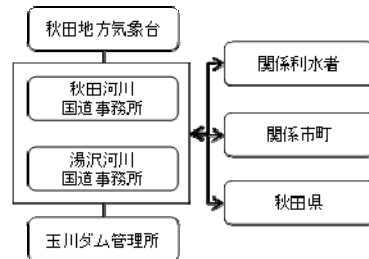 秋田地方気象台
秋田河川
国道事務所
湯沢河川
国道事務所
玉川ダム管理所
関係利水者
関係市町
秋田県